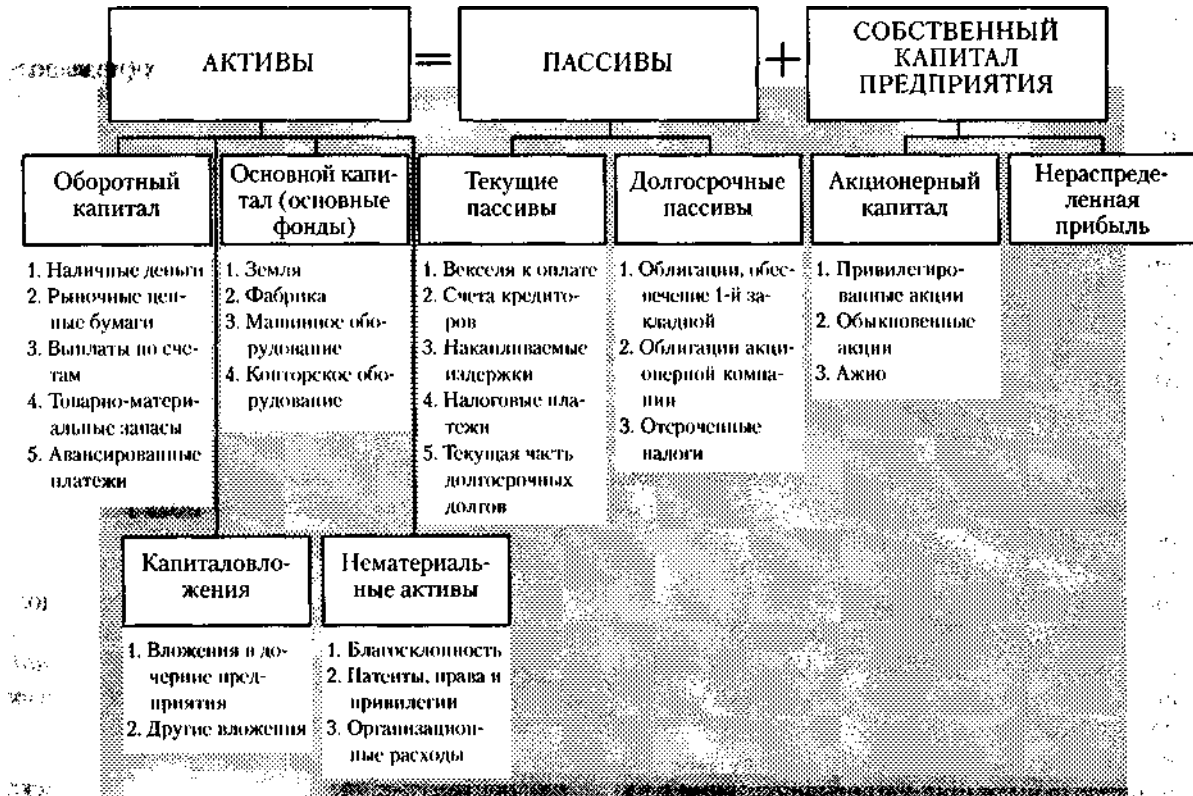 АКТИВЫ
=
ПАССИВЫ
+
СОБСТВЕННЫЙ
КАПИТАЛ
ПРЕДПРИЯТИЯ
Оборотный
капитал
1. Наличные деньги
2. Рыночные цен-
ные бумаги
3. Выплаты по сче-
там
4. Товарно-матери-
альные запасы
5. Авансированные
платежи
Основной капи-
тал (основные
фонды)
1. Земля
2. Фабрика
3. Машинное обо-
рудование
4. Конторское обо-
рудование
Текущие
пассивы
1. Векселя к оплате
2. Счета кредито-
ров
3. Накапливаемые
издержки
4. Налоговые пла-
тежи
5. Текущая часть
долгосрочных
долгов
Долгосрочные
пассивы
1. Облигации, обес-
печение 1-й за-
кладной
2. Облигации акци-
онерной компа-
нии
3. Отсроченные
налоги
Акционерный
капитал
1. Привилегиро-
ванные акции
2. Обыкновенные
акции
3. Ажио
Нераспреде-
ленная
прибыль
Капиталовло-
жения
1. Вложения в до-
черние пред-
приятия
2. Другие вложения
Нематериаль-
ные активы
1. Благосклонность
2. Патенты, права и
привилегии
3. Организацион-
ные расходы